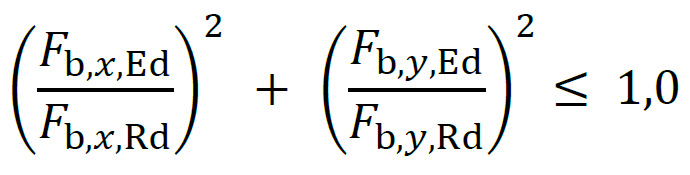 (F_b,x,Ed / F_b,x,Rd)² + (F_b,y,Ed / F_b,y,Rd)² ≤ 1,0